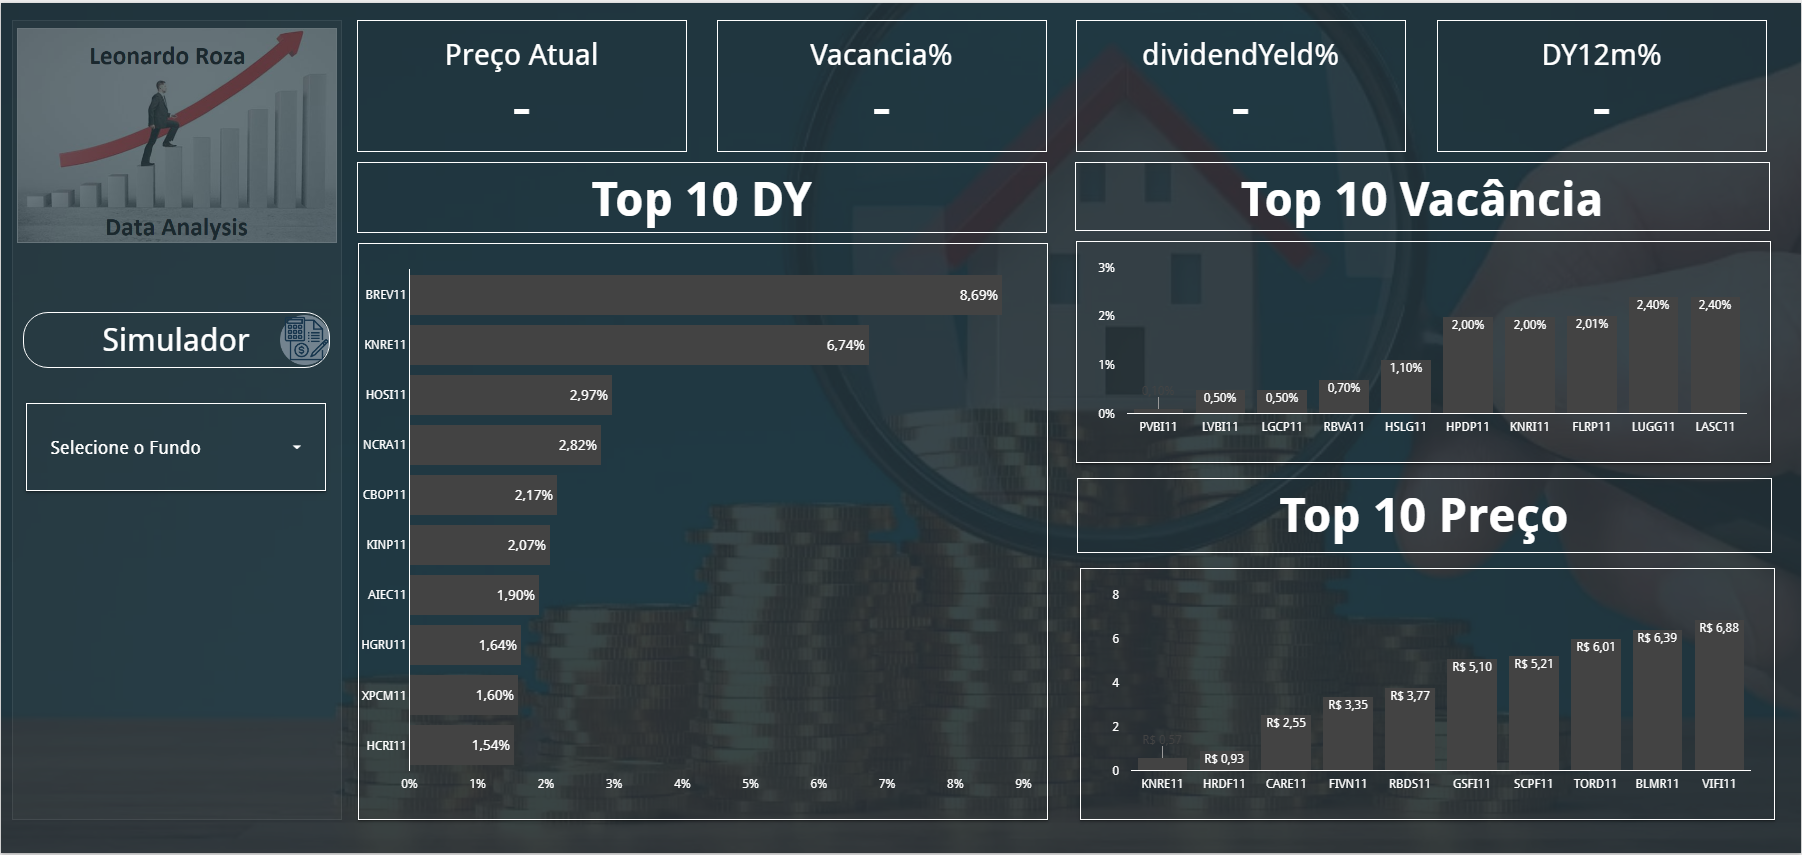 Leonardo Roza
Data Analysis
Simulador
Selecione o Fundo
Preço Atual
-
Vacancia%
-
dividendYeld%
-
DY12m%
-
Top 10 DY
BREV11 8,69%
KNRE11 6,74%
HOSI11 2,97%
NCRA11 2,82%
CBOP11 2,17%
KINP11 2,07%
AIEC11 1,90%
HGRU11 1,64%
XPCM11 1,60%
HCRI11 1,54%
0% 1% 2% 3% 4% 5% 6% 7% 8% 9%
Top 10 Vacância
3%
2%
1%
0%
0,50% 0,50% 0,70% 1,10% 2,00% 2,00% 2,01% 2,40% 2,40%
PVBI11 LVBI11 LGCP11 RBVA11 HSLG11 HPDP11 KNRI11 FLRP11 LUGG11 LASC11
Top 10 Preço
8
6
4
2
0
R$ 0,57 R$ 0,93 R$ 2,55 R$ 3,35 R$ 3,77 R$ 5,10 R$ 5,21 R$ 6,01 R$ 6,39 R$ 6,88
KNRE11 HRDF11 CARE11 FIVN11 RBDS11 GSFI11 SCPF11 TORD11 BLMR11 VIFI11